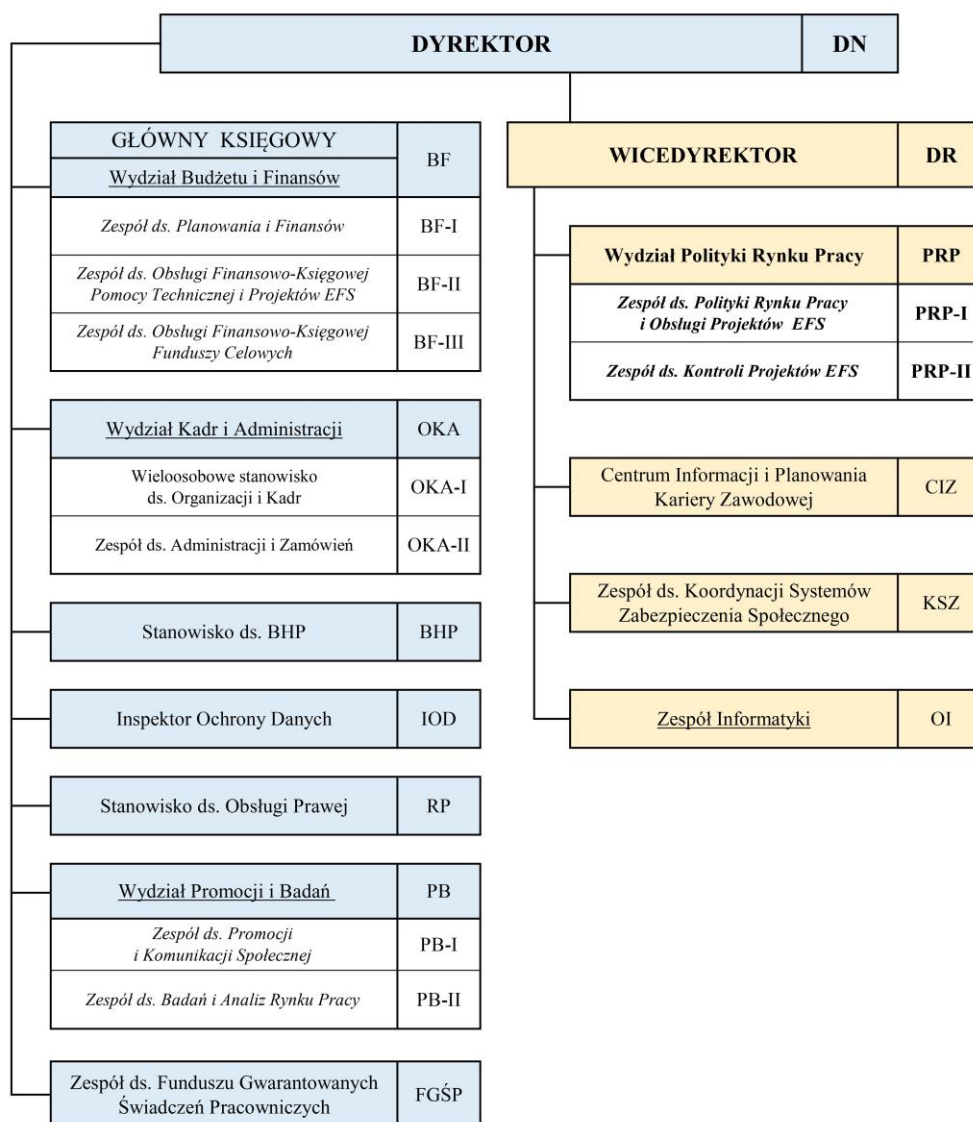 DYREKTOR DN
GŁÓWNY KSIĘGOWY
Wydział Budżetu i Finansów
BF
Zespół ds. Planowania i Finansów BF-I
Zespół ds. Obsługi Finansowo-Księgowej
Pomocy Technicznej i Projektów EFS
BF-II
Zespół ds. Obsługi Finansowo-Księgowej
Funduszy Celowych
BF-III
Wydział Kadr i Administracji OKA
Wieloosobowe stanowisko
ds. Organizacji i Kadr
OKA-I
Zespół ds. Administracji i Zamówień OKA-II
Stanowisko ds. BHP BHP
Inspektor Ochrony Danych IOD
Stanowisko ds. Obsługi Prawej RP
Wydział Promocji i Badań PB
Zespół ds. Promocji
i Komunikacji Społecznej
PB-I
Zespół ds. Badań i Analiz Rynku Pracy PB-II
Zespół ds. Funduszu Gwarantowanych
Świadczeń Pracowniczych
FGŚP
WICEDYREKTOR DR
Wydział Polityki Rynku Pracy PRP
Zespół ds. Polityki Rynku Pracy
i Obsługi Projektów EFS
PRP-I
Zespół ds. Kontroli Projektów EFS PRP-II
Centrum Informacji i Planowania
Kariery Zawodowej
CIZ
Zespół ds. Koordynacji Systemów
Zabezpieczenia Społecznego
KSZ
Zespół Informatyki OI